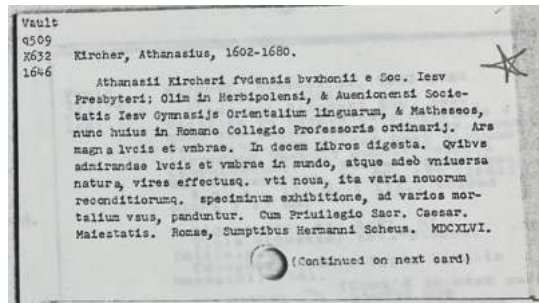 Vault
q509
K632 Kircher, Athanasius, 1602-1680.
1646
Athanasii Kircheri fvdensis bvxhonii e Soc. Iesv
Presbyteri; Olim in Herbipolensi, & Auenionensi Socie-
tatis Iesv Gymnasijs Orientalium linguarum, & Matheseos,
nunc huius in Romano Collegio Professoris ordinarij. Ars
magna lvcis et vmbrae. In decem Libros digesta. Qvibvs
admirandae lvcis et vmbrae in mundo, atque adeò vniuersa
natura, vires effectusq. vti noua, ita varia nouorum
reconditiorumq. speciminum exhibitione, ad varios mor-
talium vsus, panduntur. Cum Priuilegio Sacr. Caesar.
Maiestatis. Romae, Sumptibus Hermanni Scheus. MDCXLVI.
(Continued on next card)